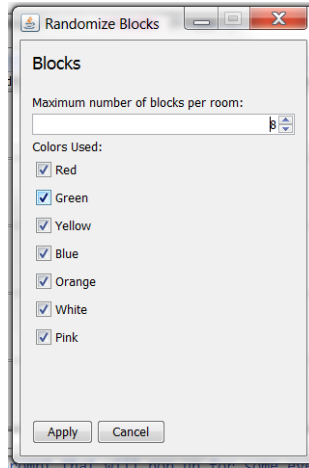 Randomize Blocks
Blocks
Maximum number of blocks per room:
8
Colors Used:
Red
Green
Yellow
Blue
Orange
White
Pink
Apply Cancel